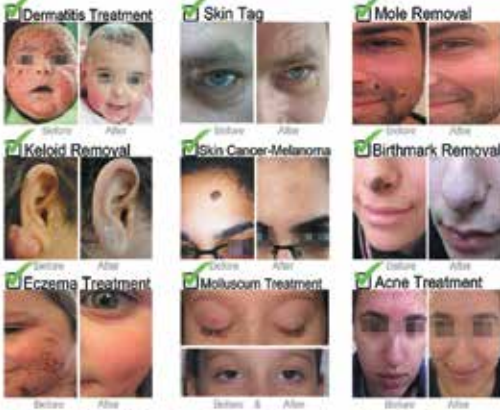 Dermatitis Treatment
Skin Tag
Mole Removal
Before After
Before After
Before After
Keloid Removal
Skin Cancer-Melanoma
Birthmark Removal
Before After
Before After
Before After
Eczema Treatment
Molluscum Treatment
Acne Treatment
Before After
Before & After
Before After